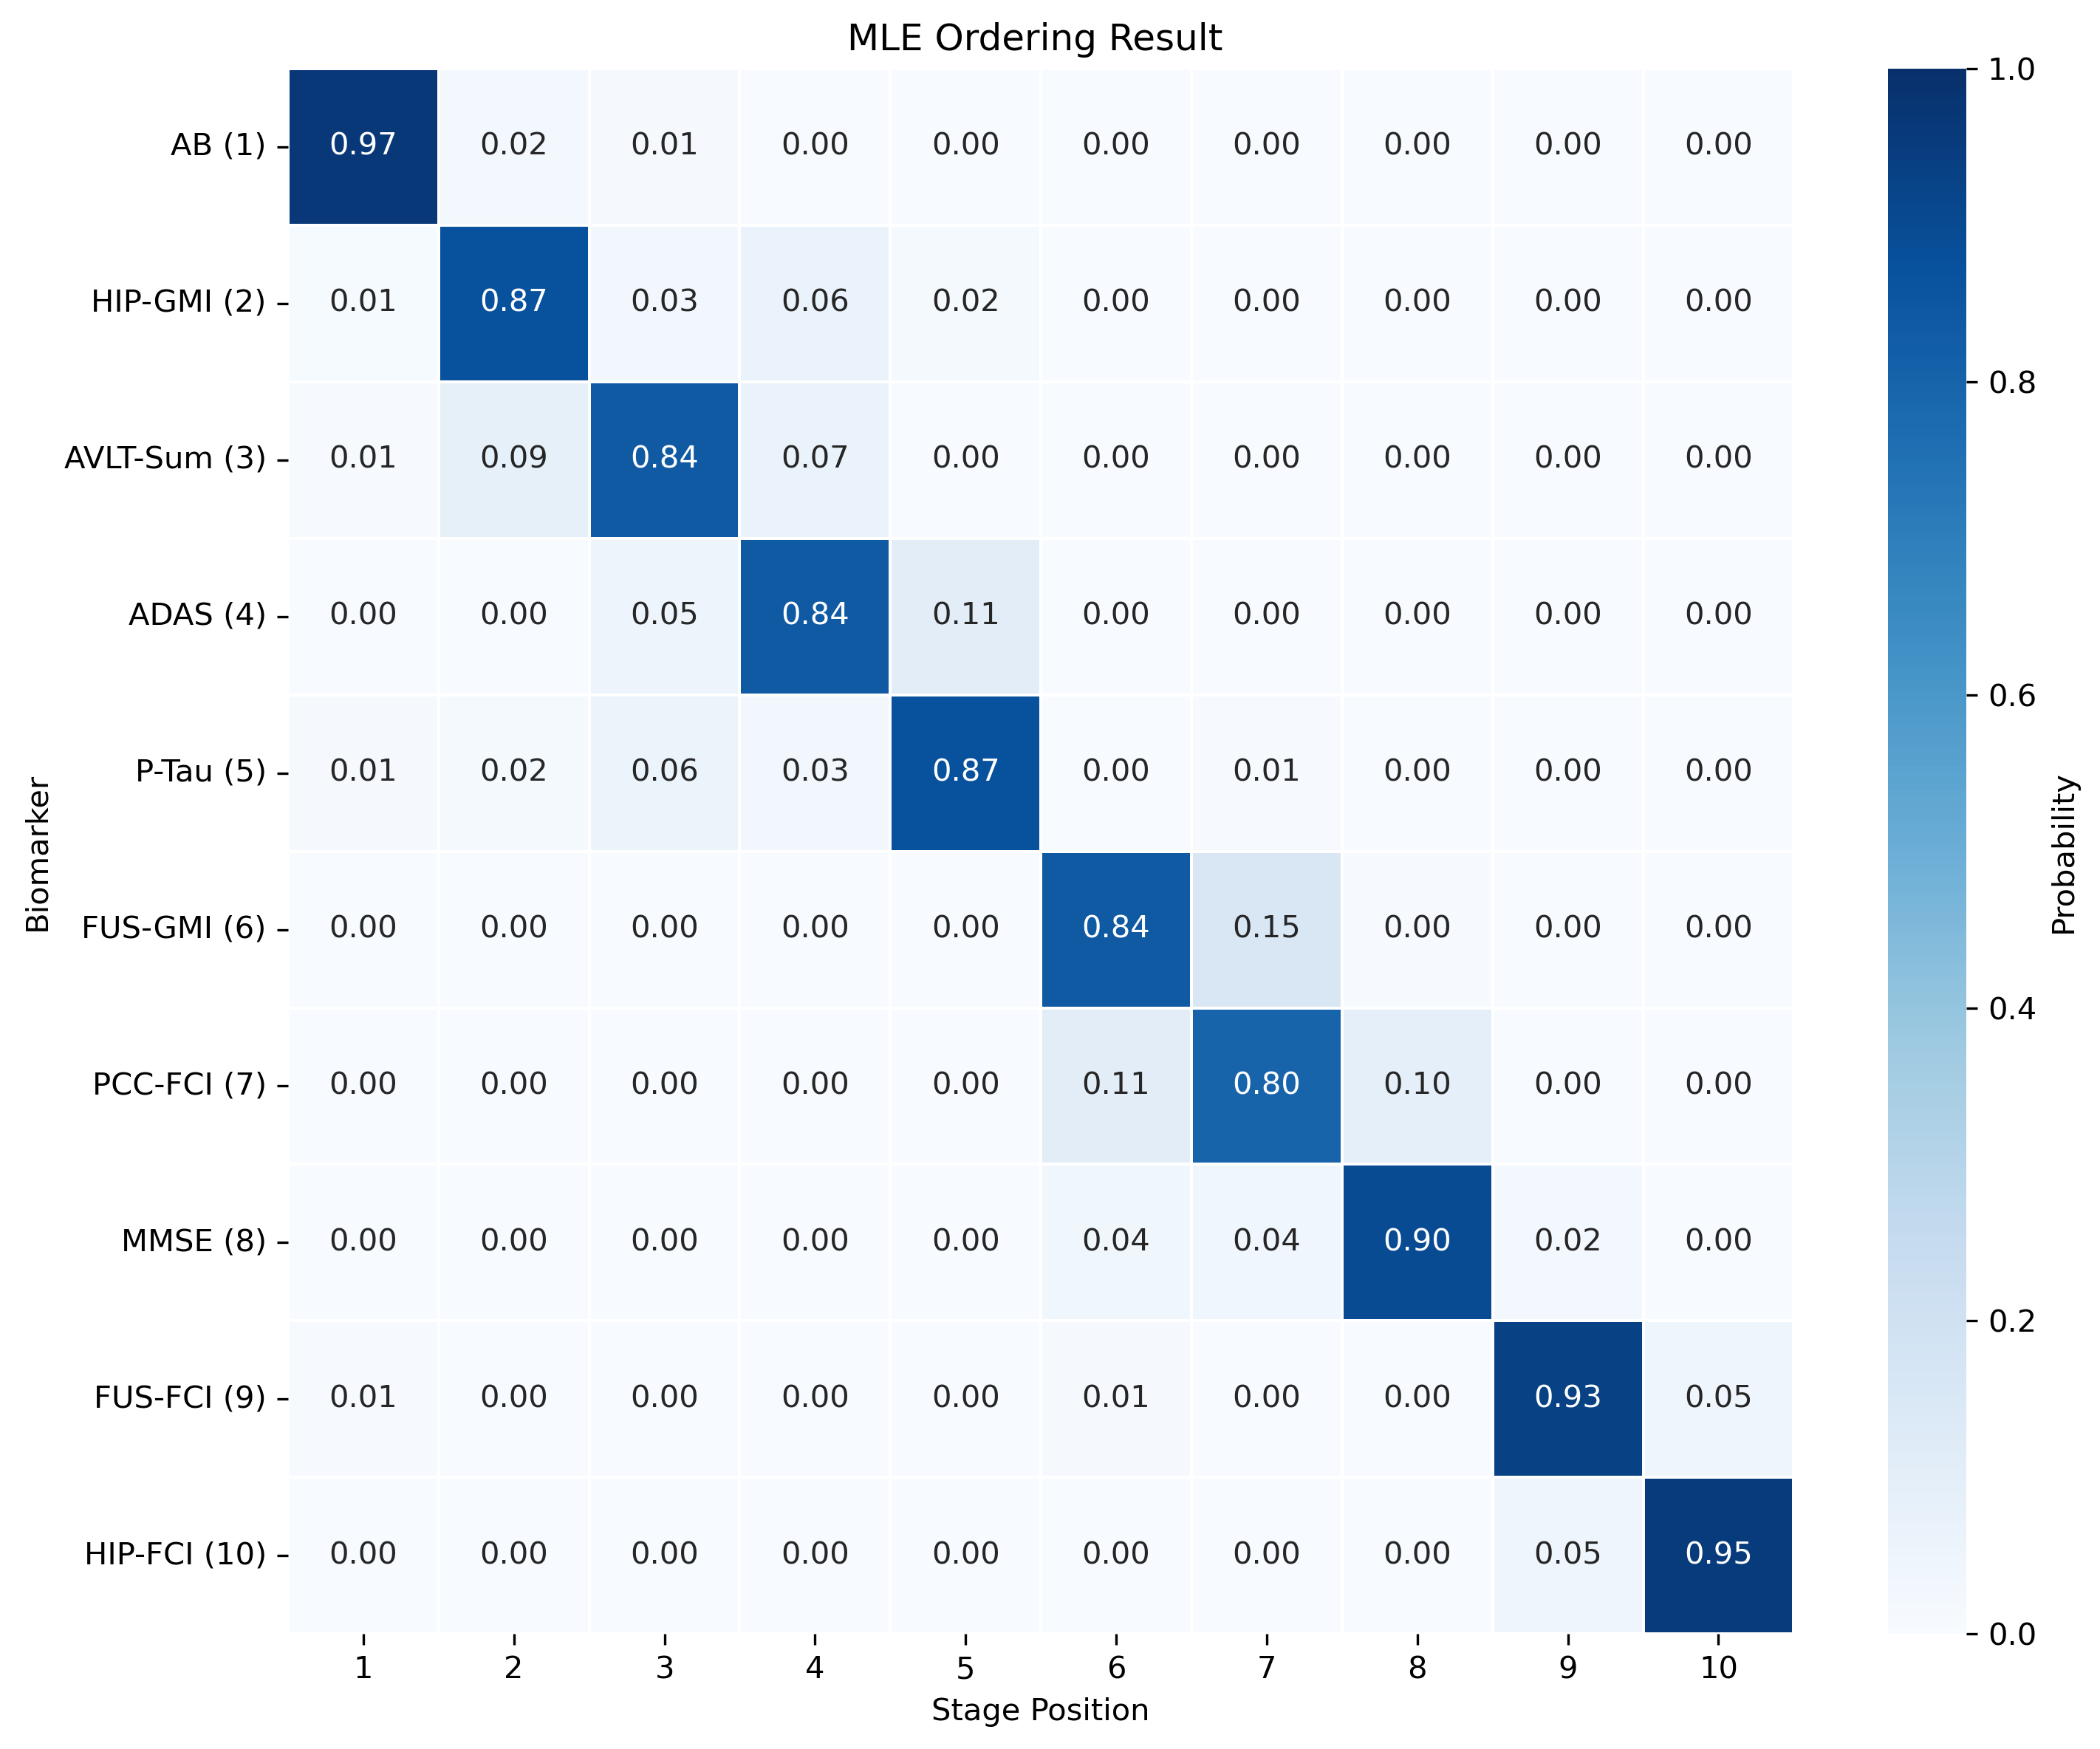 MLE Ordering Result
AB (1) 0.97 0.02 0.01 0.00 0.00 0.00 0.00 0.00 0.00 0.00
HIP-GMI (2) 0.01 0.87 0.03 0.06 0.02 0.00 0.00 0.00 0.00 0.00
AVLT-Sum (3) 0.01 0.09 0.84 0.07 0.00 0.00 0.00 0.00 0.00 0.00
ADAS (4) 0.00 0.00 0.05 0.84 0.11 0.00 0.00 0.00 0.00 0.00
P-Tau (5) 0.01 0.02 0.06 0.03 0.87 0.00 0.01 0.00 0.00 0.00
FUS-GMI (6) 0.00 0.00 0.00 0.00 0.00 0.84 0.15 0.00 0.00 0.00
PCC-FCI (7) 0.00 0.00 0.00 0.00 0.00 0.11 0.80 0.10 0.00 0.00
MMSE (8) 0.00 0.00 0.00 0.00 0.00 0.04 0.04 0.90 0.02 0.00
FUS-FCI (9) 0.01 0.00 0.00 0.00 0.00 0.01 0.00 0.00 0.93 0.05
HIP-FCI (10) 0.00 0.00 0.00 0.00 0.00 0.00 0.00 0.00 0.05 0.95
1 2 3 4 5 6 7 8 9 10
Stage Position
Biomarker
1.0
0.8
0.6
0.4
0.2
0.0
Probability